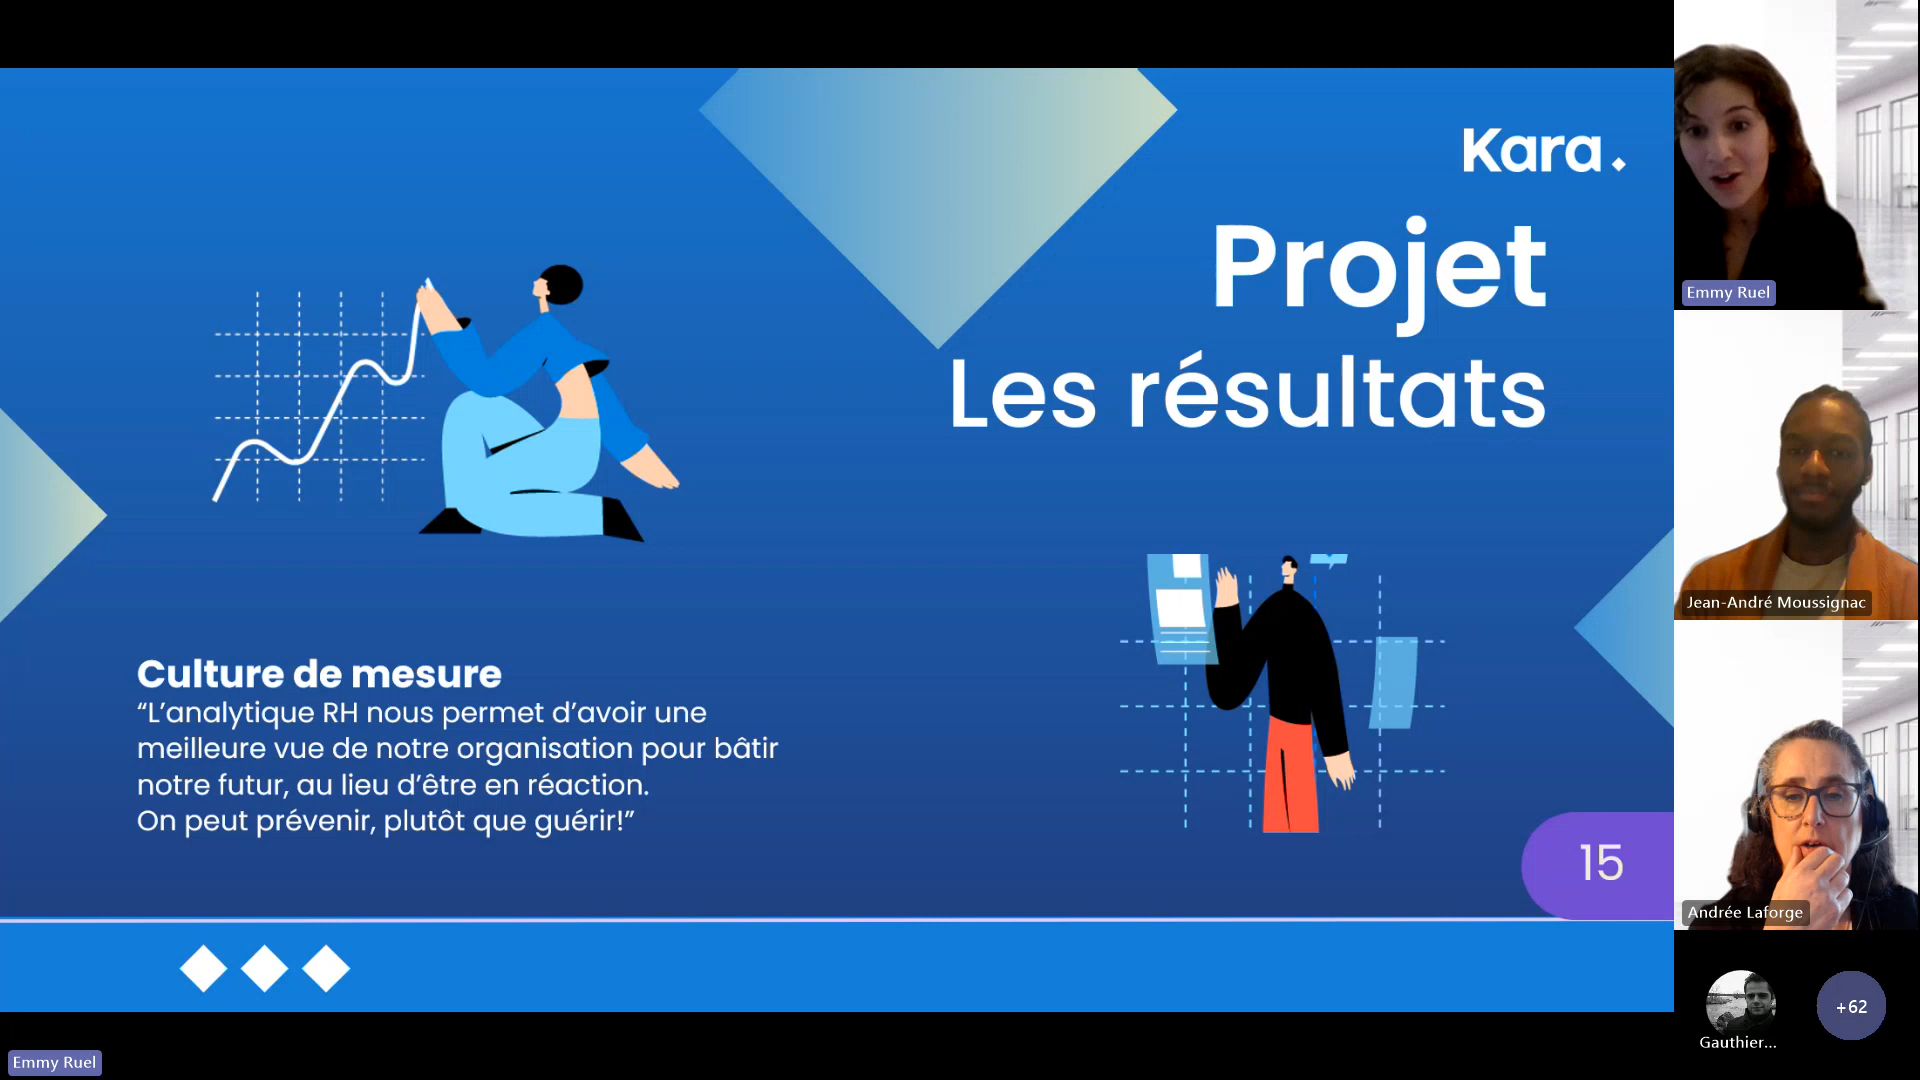 Kara.
Projet
Les résultats
Culture de mesure
“L’analytique RH nous permet d’avoir une
meilleure vue de notre organisation pour bâtir
notre futur, au lieu d’être en réaction.
On peut prévenir, plutôt que guérir!”
15
Emmy Ruel
Jean-André Moussignac
Andrée Laforge
Gauthier...
+62
Emmy Ruel